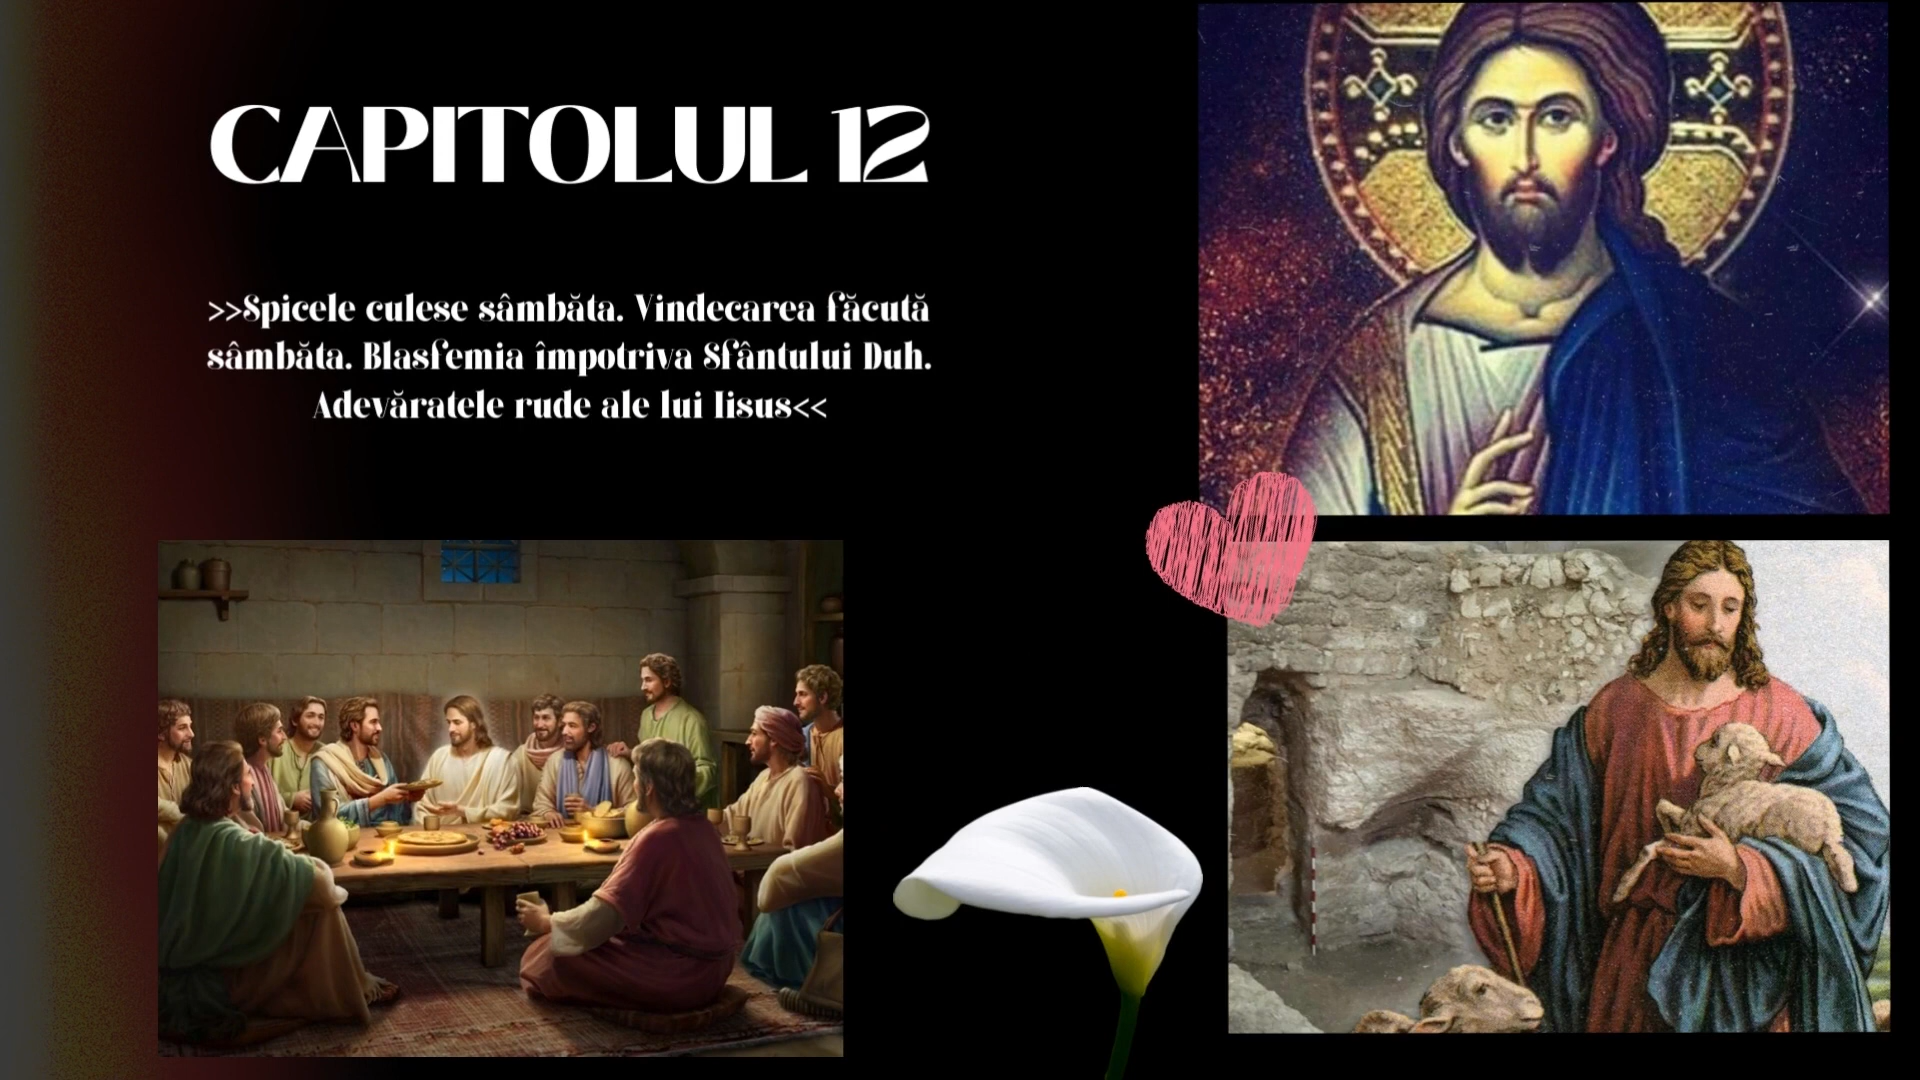 CAPITOLUL 12
>>Spicele culese sâmbăta. Vindecarea făcută
sâmbăta. Blasfemia împotriva Sfântului Duh.
Adevăratele rude ale lui Iisus<<